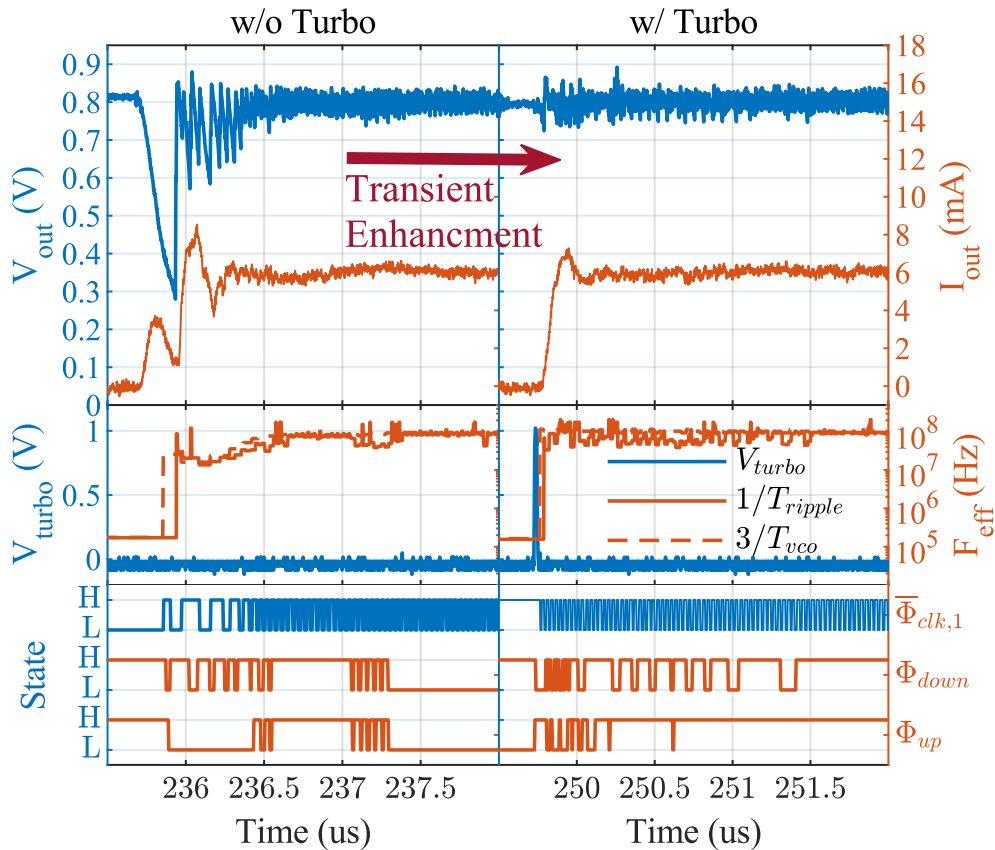 w/o Turbo
w/ Turbo
0.9
0.8
0.7
0.6
0.5
0.4
0.3
0.2
0.1
0
V_out (V)
18
16
14
12
10
8
6
4
2
0
I_out (mA)
Transient
Enhancment
1
0.5
0
V_turbo (V)
V_turbo
1/T_ripple
3/T_vco
10^8
10^7
10^6
10^5
F_eff (Hz)
H
L
H
L
H
L
State
Φ̅_clk,1
Φ_down
Φ_up
236
236.5
237
237.5
250
250.5
251
251.5
Time (us)
Time (us)